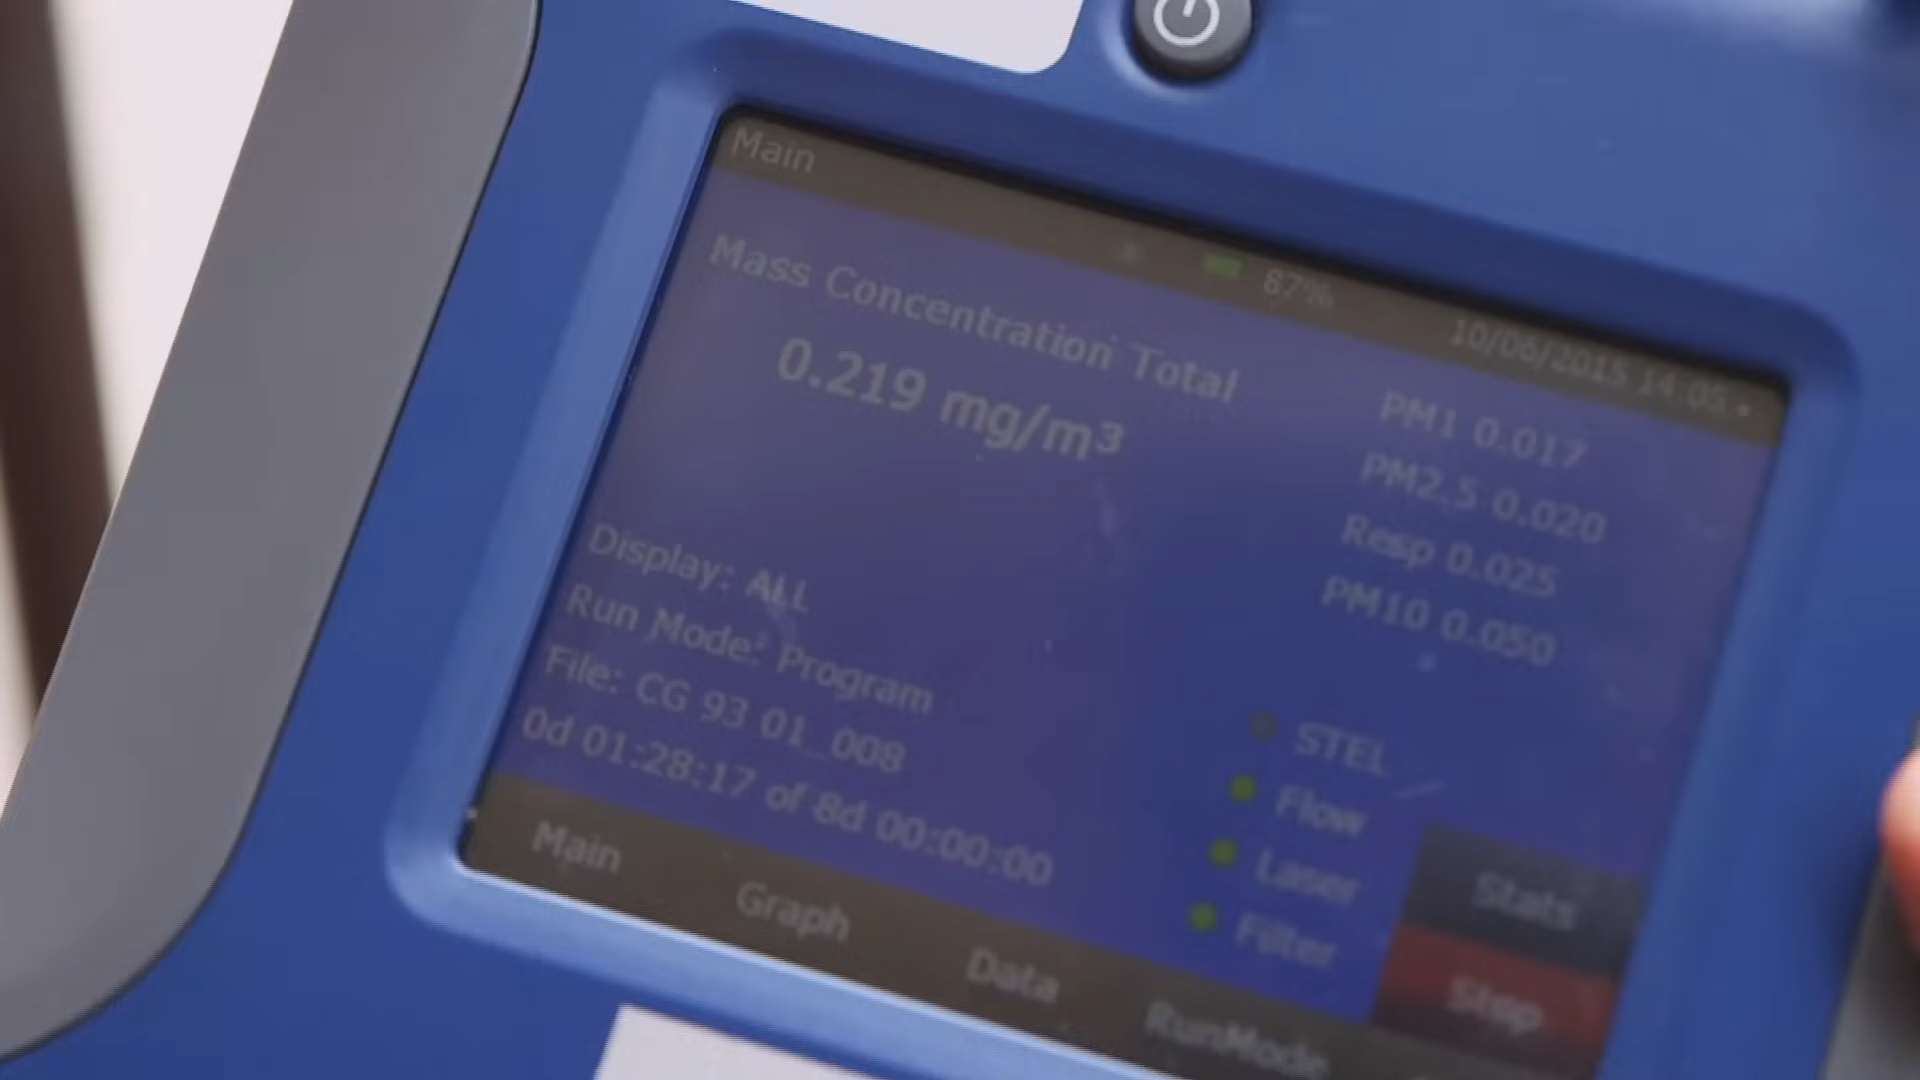 Main
87%
10/06/2015 14:05
Mass Concentration Total
0.219 mg/m³
PM1 0.017
PM2.5 0.020
Resp 0.025
PM10 0.050
Display: ALL
Run Mode: Program
File: CG 93 01_008
0d 01:28:17 of 8d 00:00:00
STEL
Flow
Laser
Filter
Stats
Stop
Main
Graph
Data
RunMode